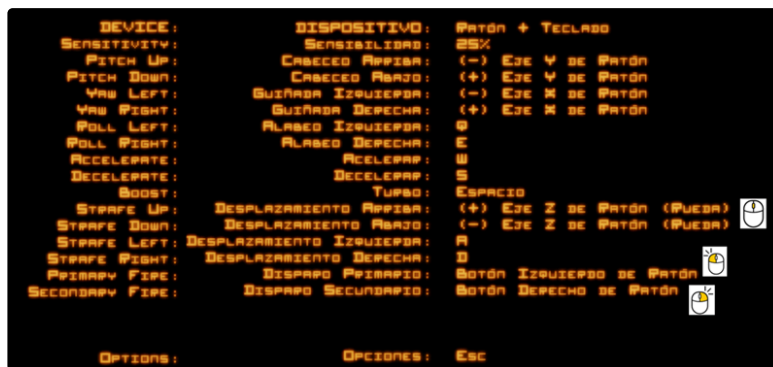 DEVICE: DISPOSITIVO: Ratón + Teclado
Sensitivity: Sensibilidad: 25%
Pitch Up: Cabeceo Arriba: (-) Eje Y de Ratón
Pitch Down: Cabeceo Abajo: (+) Eje Y de Ratón
Yaw Left: Guiñada Izquierda: (-) Eje X de Ratón
Yaw Right: Guiñada Derecha: (+) Eje X de Ratón
Roll Left: Alabeo Izquierda: Q
Roll Right: Alabeo Derecha: E
Accelerate: Acelerar: W
Decelerate: Decelerar: S
Boost: Turbo: Espacio
Strafe Up: Desplazamiento Arriba: (+) Eje Z de Ratón (Rueda)
Strafe Down: Desplazamiento Abajo: (-) Eje Z de Ratón (Rueda)
Strafe Left: Desplazamiento Izquierda: A
Strafe Right: Desplazamiento Derecha: D
Primary Fire: Disparo Primario: Botón Izquierdo de Ratón
Secondary Fire: Disparo Secundario: Botón Derecho de Ratón
Options: Opciones: Esc